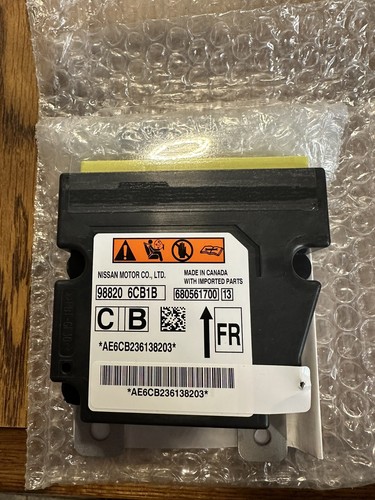 NISSAN MOTOR CO., LTD.
MADE IN CANADA
WITH IMPORTED PARTS
98820 6CB1B
680561700 13
C B
FR
*AE6CB236138203*
*AE6CB236138203*